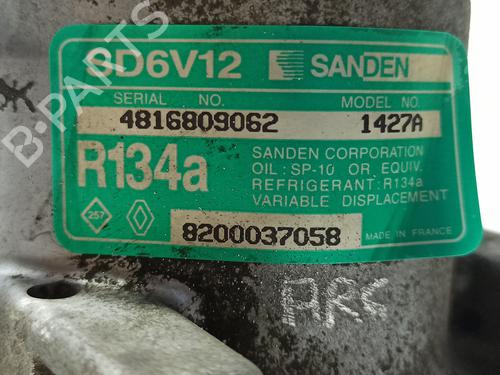 SD6V12 SANDEN
SERIAL NO. MODEL NO.
4816809062 1427A
R134a
SANDEN CORPORATION
OIL: SP-10 OR EQUIV.
REFRIGERANT: R134a
VARIABLE DISPLACEMENT
257
8200037058 MADE IN FRANCE
B-PARTS